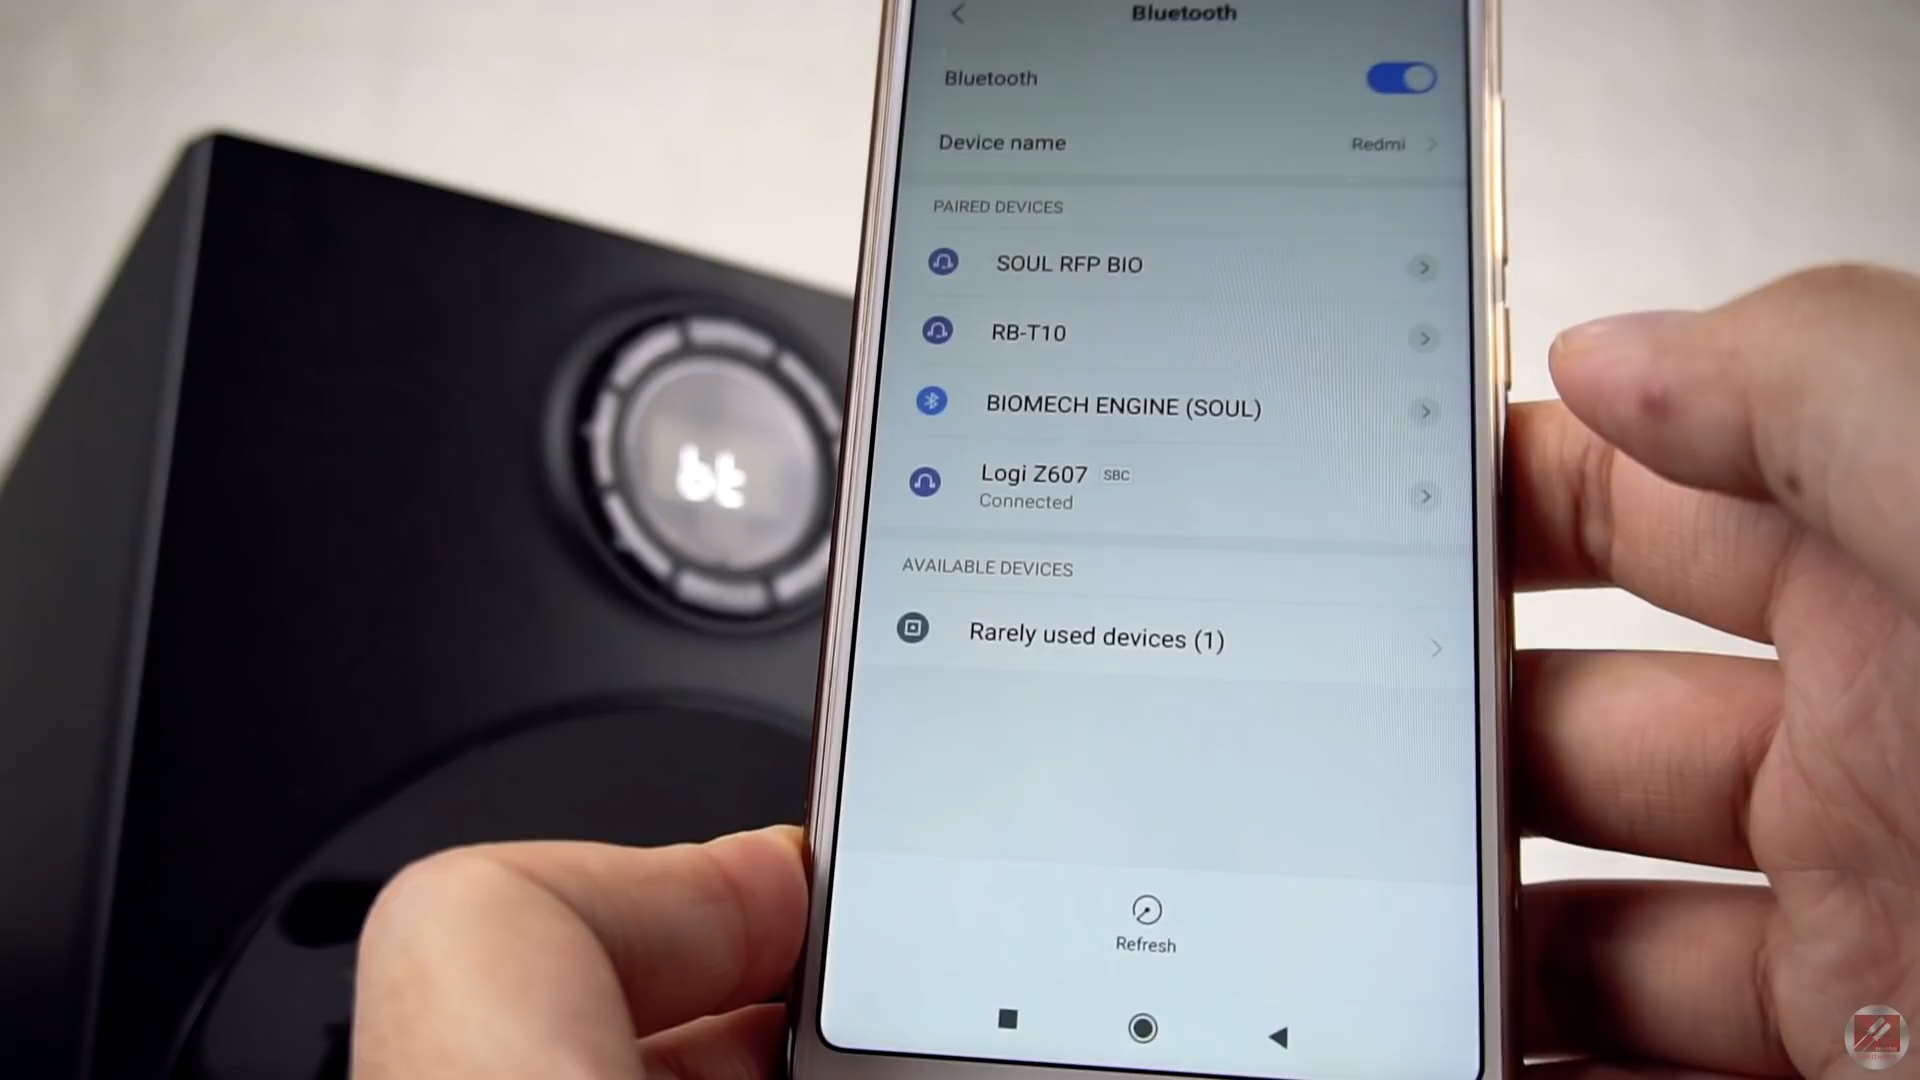 Bluetooth
Bluetooth
Device name
Redmi
PAIRED DEVICES
SOUL RFP BIO
RB-T10
BIOMECH ENGINE (SOUL)
Logi Z607 SBC
Connected
AVAILABLE DEVICES
Rarely used devices (1)
Refresh
bt